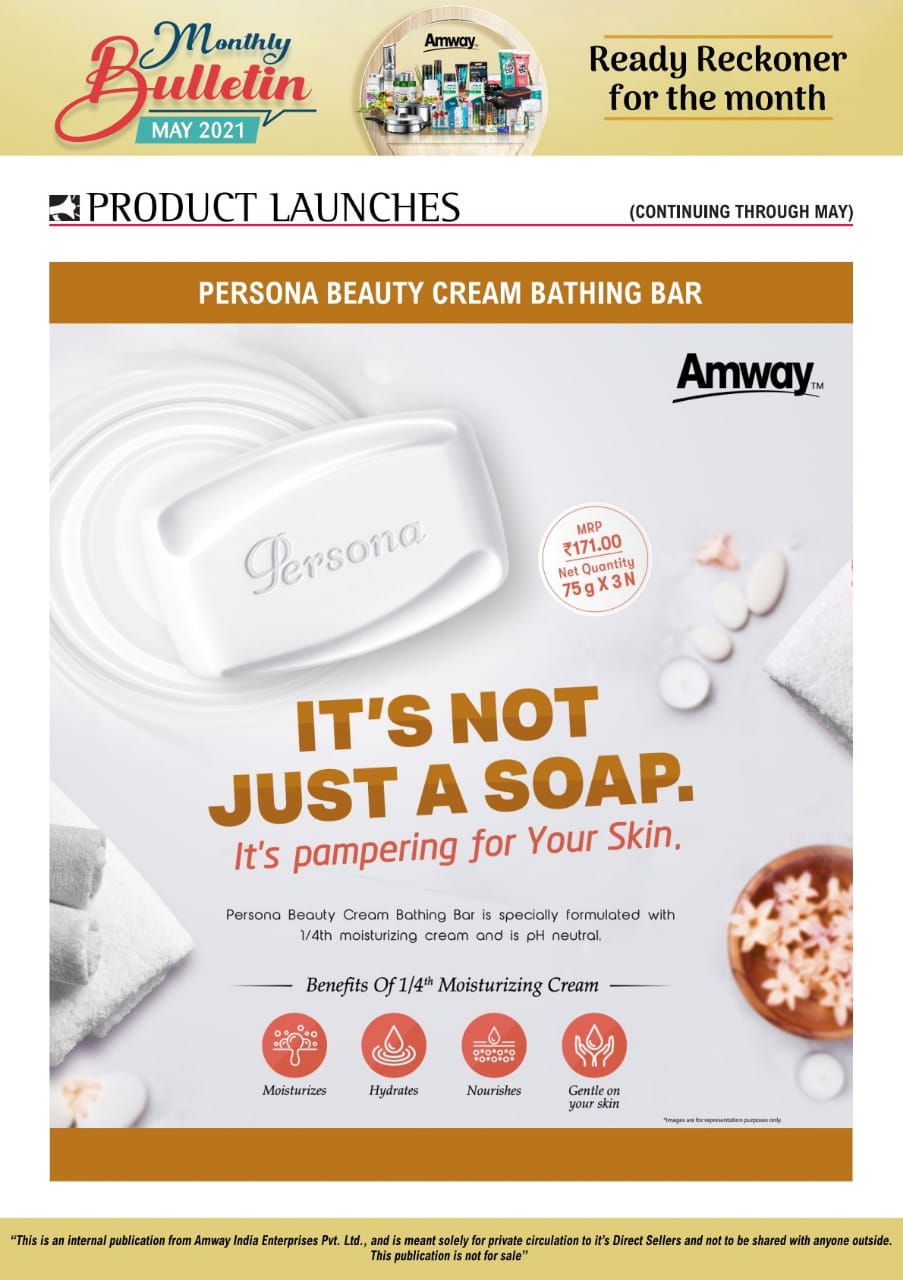 Monthly
Bulletin
MAY 2021
Amway
Ready Reckoner
for the month
PRODUCT LAUNCHES
(CONTINUING THROUGH MAY)
PERSONA BEAUTY CREAM BATHING BAR
Amway™
Persona
MRP
₹171.00
Net Quantity
75 g X 3 N
IT'S NOT
JUST A SOAP.
It's pampering for Your Skin.
Persona Beauty Cream Bathing Bar is specially formulated with
1/4th moisturizing cream and is pH neutral.
Benefits Of 1/4th Moisturizing Cream
Moisturizes
Hydrates
Nourishes
Gentle on
your skin
*Images are for representation purposes only.
“This is an internal publication from Amway India Enterprises Pvt. Ltd., and is meant solely for private circulation to it’s Direct Sellers and not to be shared with anyone outside.
This publication is not for sale”